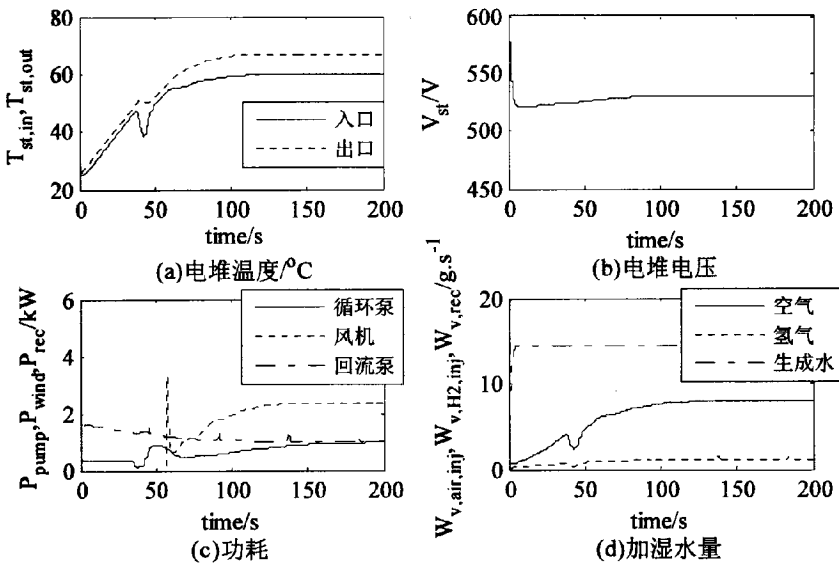 T_st,in, T_st,out
80
60
40
20
入口
出口
0
50
100
150
200
time/s
(a)电堆温度/°C
V_st/V
600
550
500
450
0
50
100
150
200
time/s
(b)电堆电压
P_pump, P_wind, P_rec/kW
6
4
2
0
循环泵
风机
回流泵
0
50
100
150
200
time/s
(c)功耗
W_v,air,inj, W_v,H2,inj, W_v,rec/g.s⁻¹
20
15
10
5
0
空气
氢气
生成水
0
50
100
150
200
time/s
(d)加湿水量